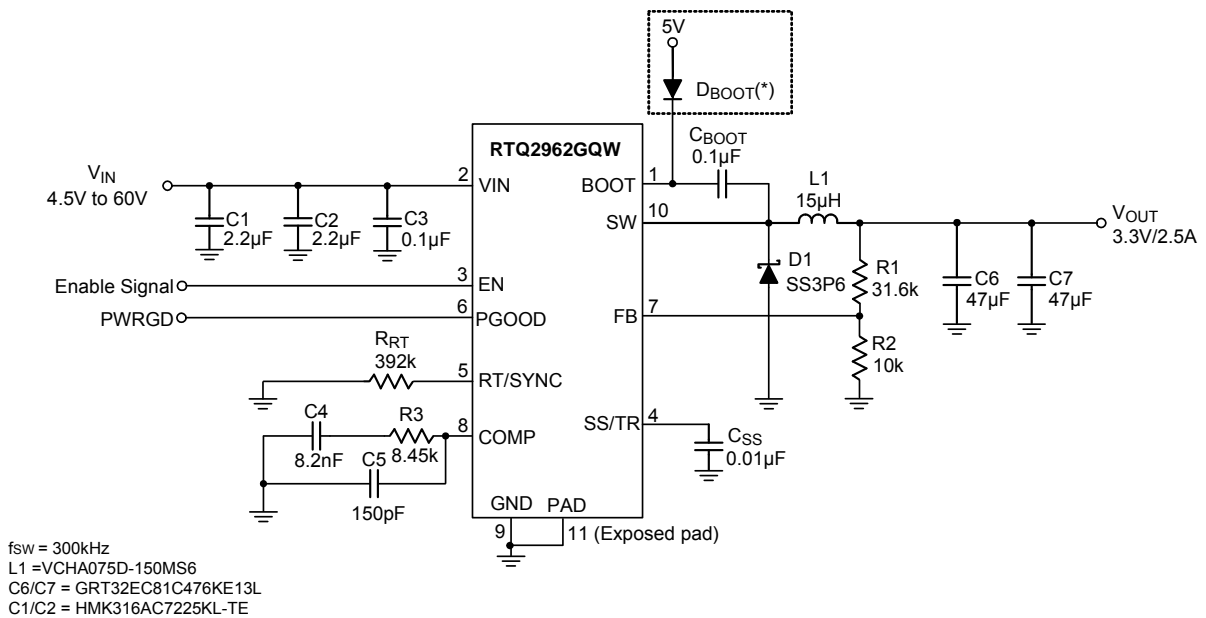 5V
DBOOT(*)
RTQ2962GQW
CBOOT
0.1µF
VIN
4.5V to 60V
2
VIN
BOOT
1
L1
15µH
SW
10
C1
2.2µF
C2
2.2µF
C3
0.1µF
VOUT
3.3V/2.5A
D1
SS3P6
R1
31.6k
C6
47µF
C7
47µF
Enable Signal
3
EN
PWRGD
6
PGOOD
FB
7
RRT
392k
5
RT/SYNC
R2
10k
C4
8.2nF
R3
8.45k
8
COMP
SS/TR
4
CSS
0.01µF
C5
150pF
GND
PAD
9
11 (Exposed pad)
fSW = 300kHz
L1 =VCHA075D-150MS6
C6/C7 = GRT32EC81C476KE13L
C1/C2 = HMK316AC7225KL-TE